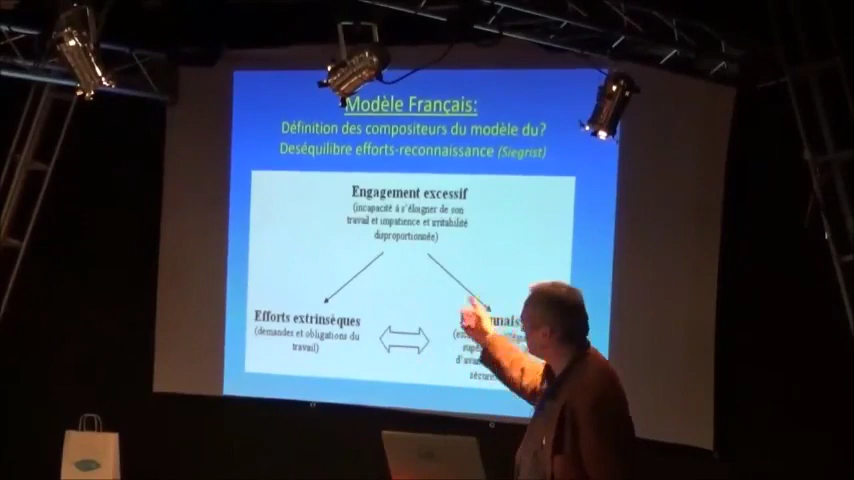 Modèle Français:
Définition des compositeurs du modèle du?
Deséquilibre efforts-reconnaissance (Siegrist)
Engagement excessif
(incapacité à s'éloigner de son
travail et impatience et irritabilité
disproportionnée)
Efforts extrinsèques
(demandes et obligations du
travail)